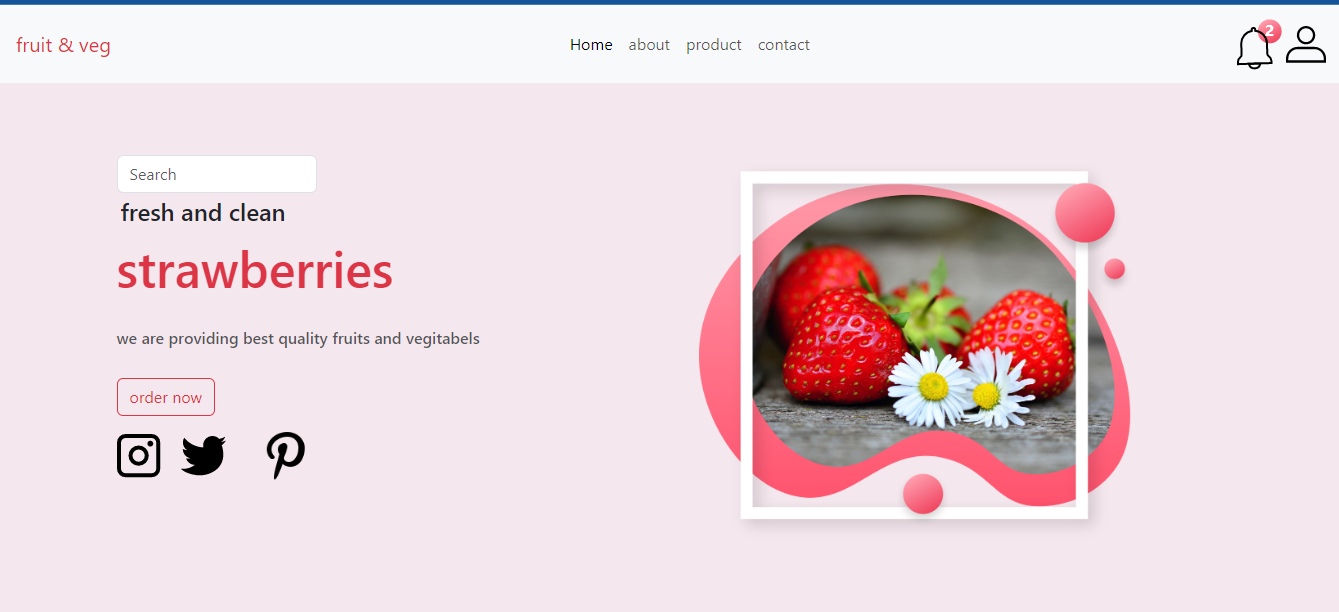 fruit & veg
Home about product contact
2
Search
fresh and clean
strawberries
we are providing best quality fruits and vegitabels
order now